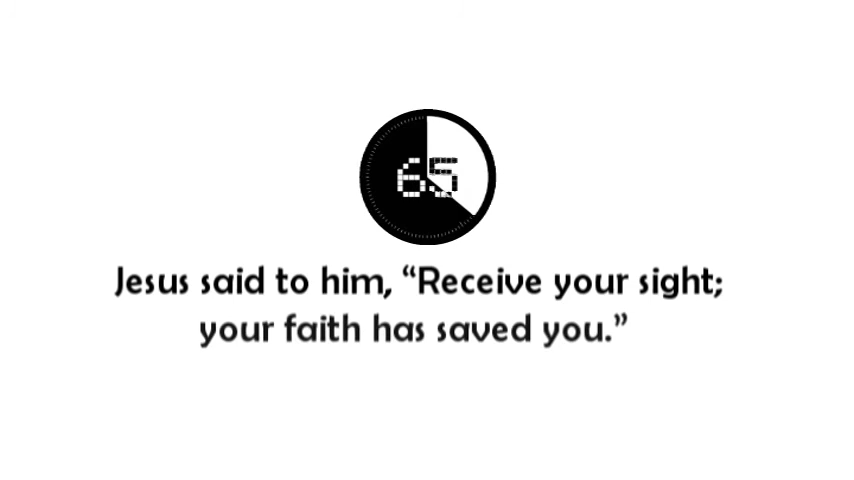 65
Jesus said to him, “Receive your sight;
your faith has saved you.”